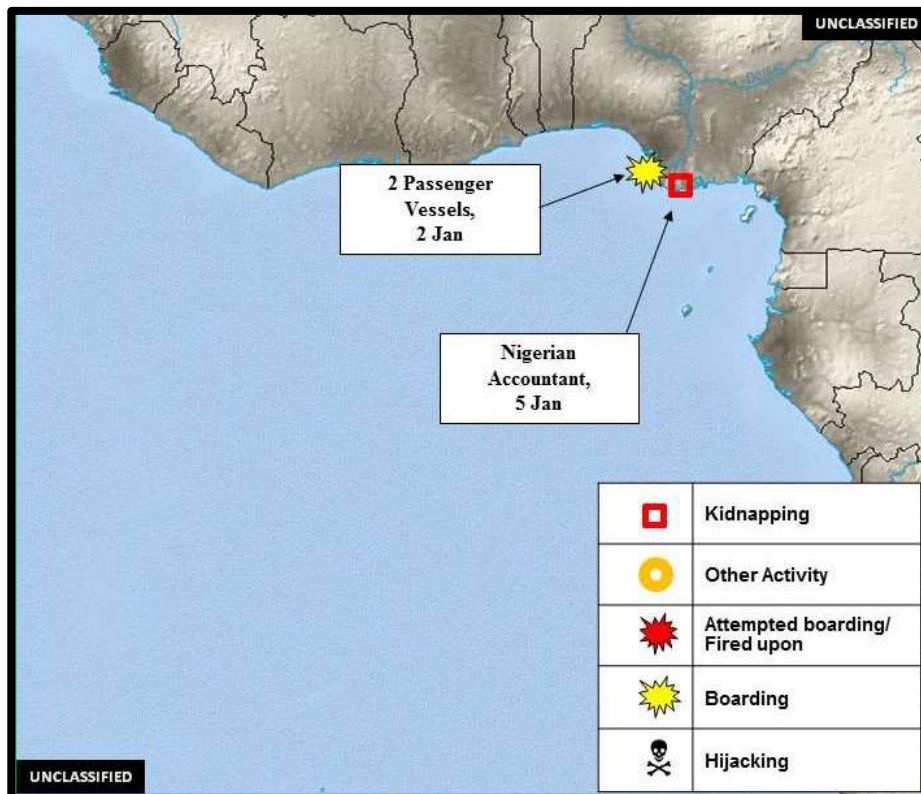 UNCLASSIFIED
2 Passenger
Vessels,
2 Jan
Nigerian
Accountant,
5 Jan
Kidnapping
Other Activity
Attempted boarding/
Fired upon
Boarding
Hijacking
UNCLASSIFIED